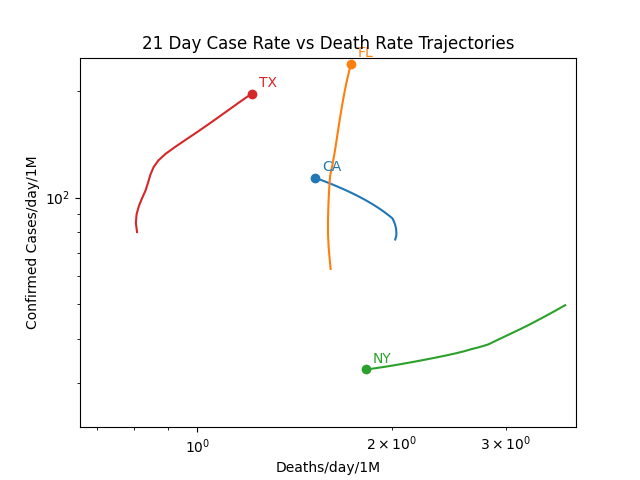 21 Day Case Rate vs Death Rate Trajectories
FL
TX
CA
10²
NY
Confirmed Cases/day/1M
10⁰
2 × 10⁰
3 × 10⁰
Deaths/day/1M